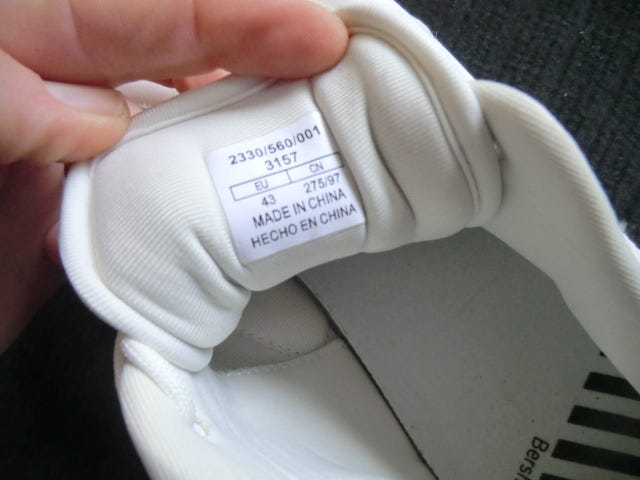 2330/560/001
3157
EU CN
43 275/97
MADE IN CHINA
HECHO EN CHINA